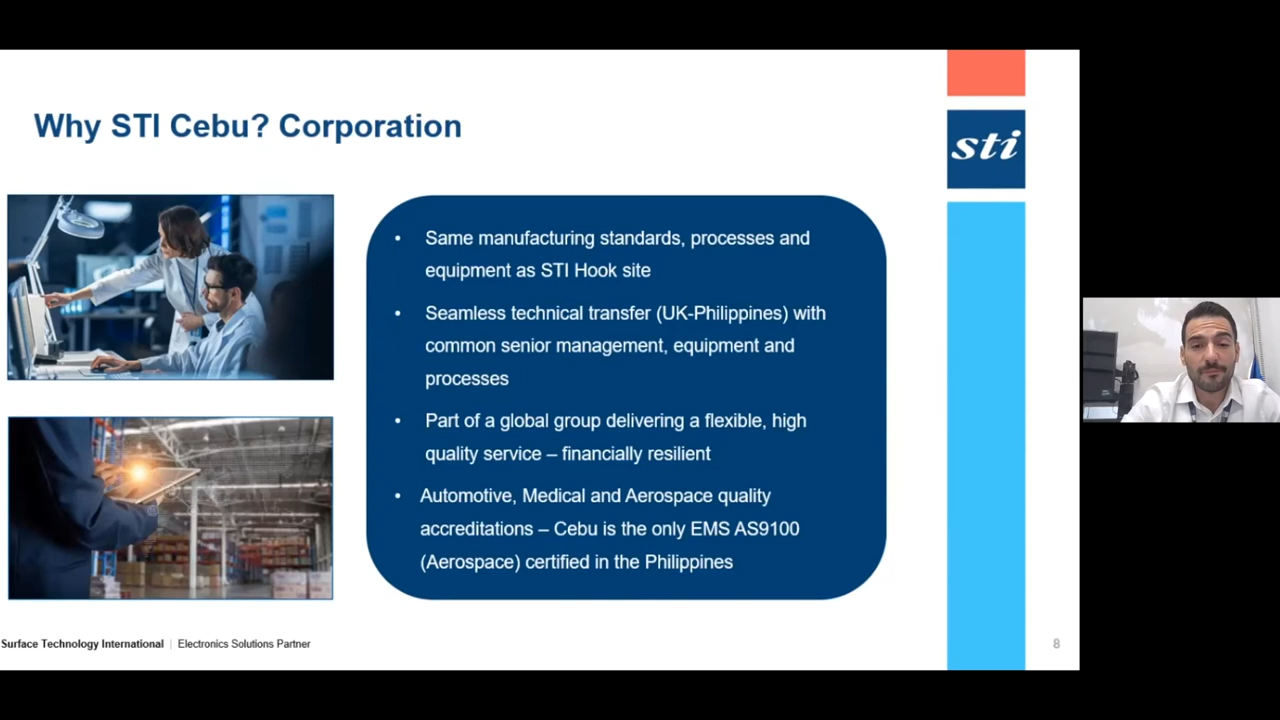 Why STI Cebu? Corporation
sti
• Same manufacturing standards, processes and
equipment as STI Hook site
• Seamless technical transfer (UK-Philippines) with
common senior management, equipment and
processes
• Part of a global group delivering a flexible, high
quality service – financially resilient
• Automotive, Medical and Aerospace quality
accreditations – Cebu is the only EMS AS9100
(Aerospace) certified in the Philippines
Surface Technology International | Electronics Solutions Partner
8